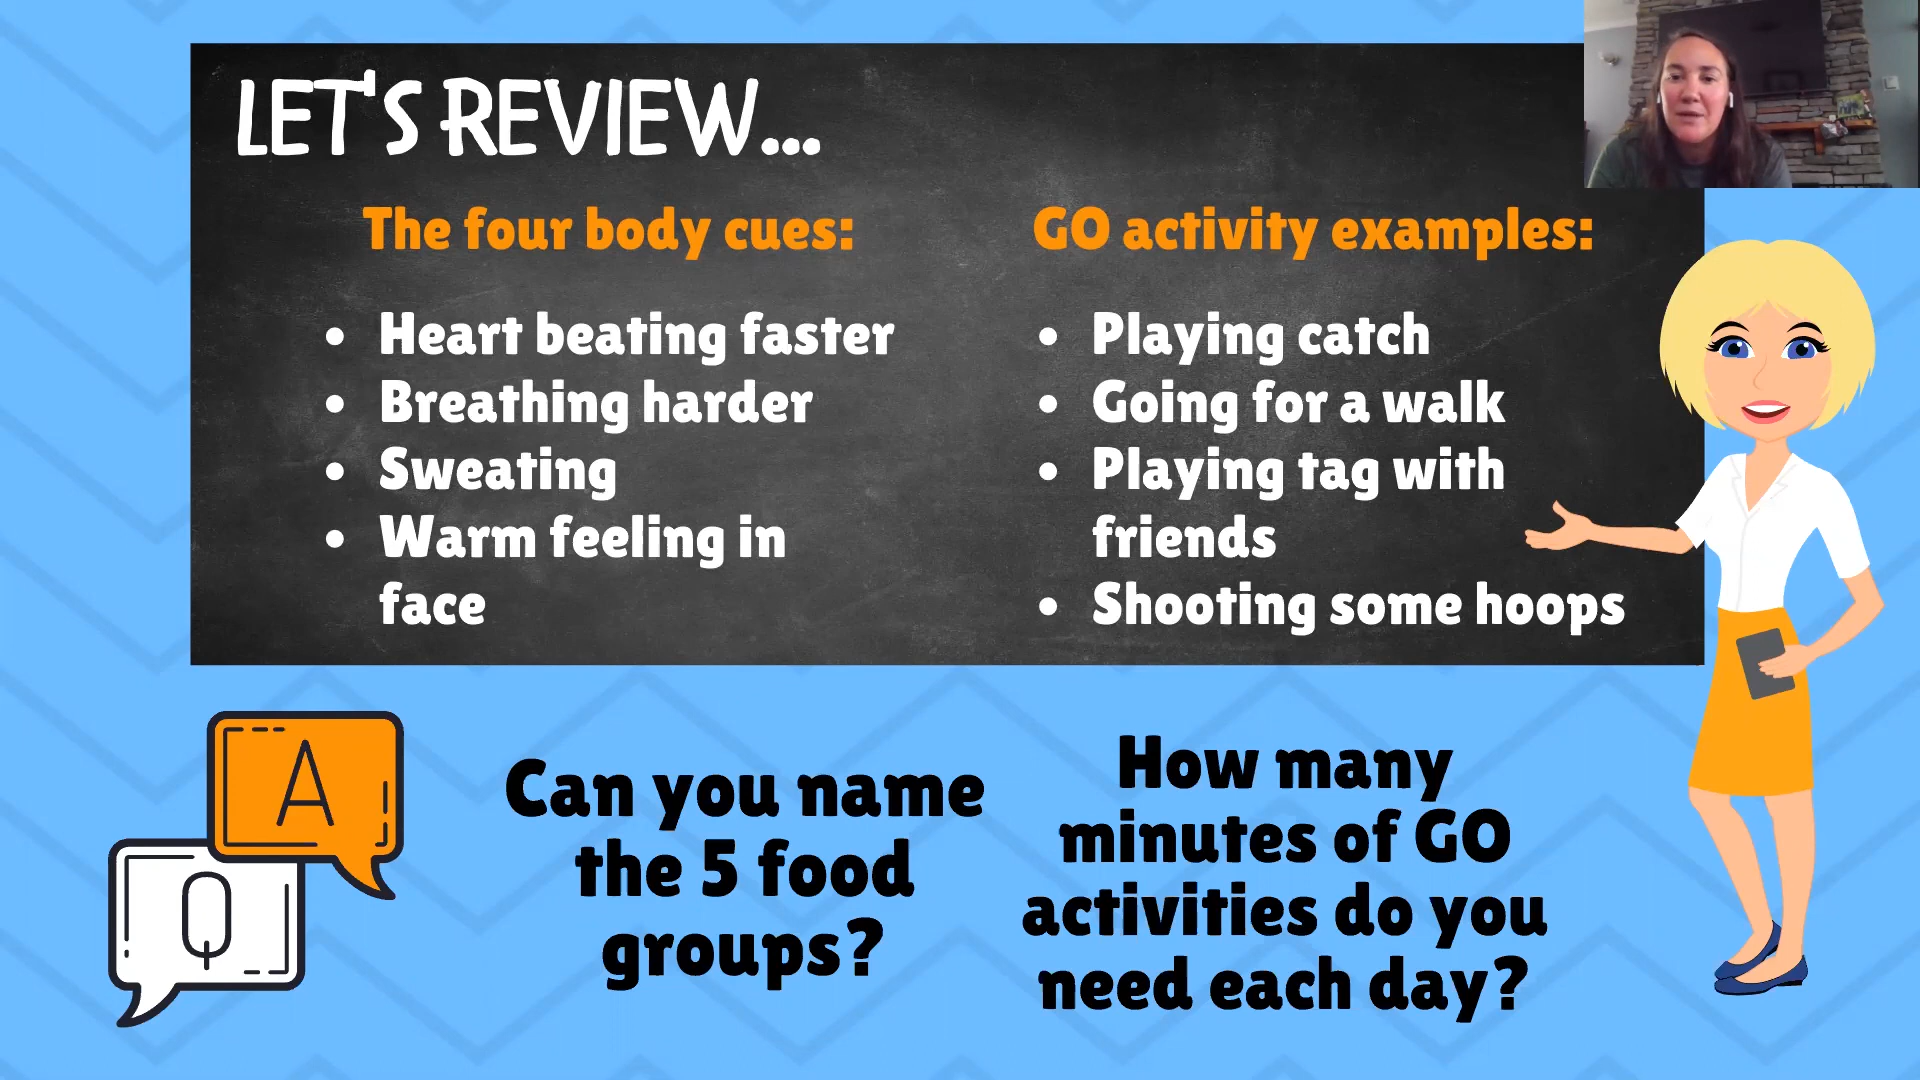 LET'S REVIEW...
The four body cues:
• Heart beating faster
• Breathing harder
• Sweating
• Warm feeling in
face
GO activity examples:
• Playing catch
• Going for a walk
• Playing tag with
friends
• Shooting some hoops
A
Q
Can you name
the 5 food
groups?
How many
minutes of GO
activities do you
need each day?